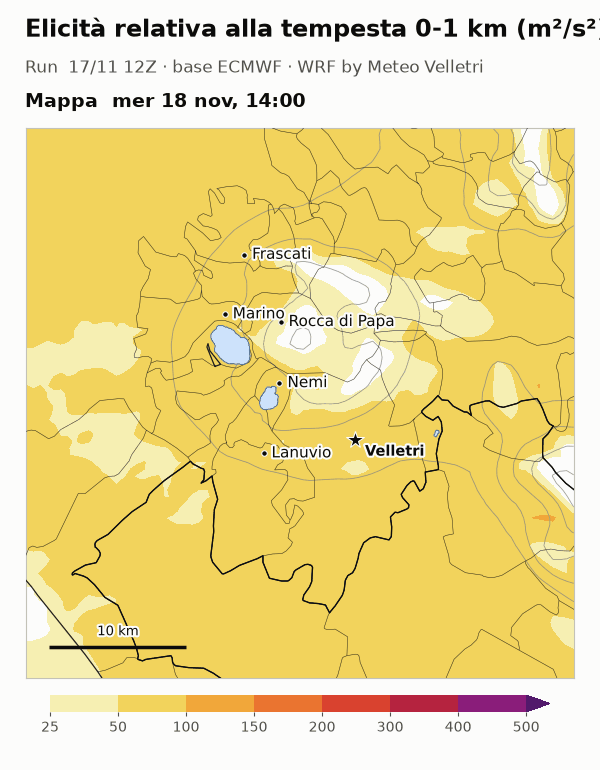 Elicità relativa alla tempesta 0-1 km (m²/s²)
Run  17/11 12Z · base ECMWF · WRF by Meteo Velletri
Mappa  mer 18 nov, 14:00
Frascati
Marino
Rocca di Papa
Nemi
Velletri
Lanuvio
10 km
25 50 100 150 200 300 400 500